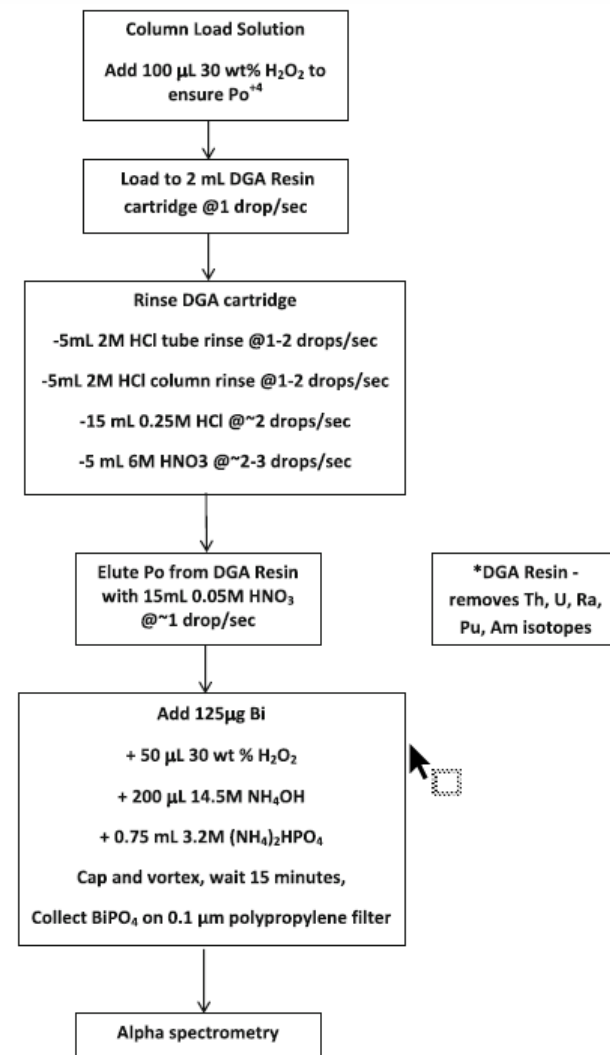 Column Load Solution
Add 100 µL 30 wt% H₂O₂ to
ensure Po⁺⁴
Load to 2 mL DGA Resin
cartridge @1 drop/sec
Rinse DGA cartridge
-5mL 2M HCl tube rinse @1-2 drops/sec
-5mL 2M HCl column rinse @1-2 drops/sec
-15 mL 0.25M HCl @~2 drops/sec
-5 mL 6M HNO3 @~2-3 drops/sec
Elute Po from DGA Resin
with 15mL 0.05M HNO₃
@~1 drop/sec
*DGA Resin -
removes Th, U, Ra,
Pu, Am isotopes
Add 125µg Bi
+ 50 µL 30 wt % H₂O₂
+ 200 µL 14.5M NH₄OH
+ 0.75 mL 3.2M (NH₄)₂HPO₄
Cap and vortex, wait 15 minutes,
Collect BiPO₄ on 0.1 µm polypropylene filter
Alpha spectrometry